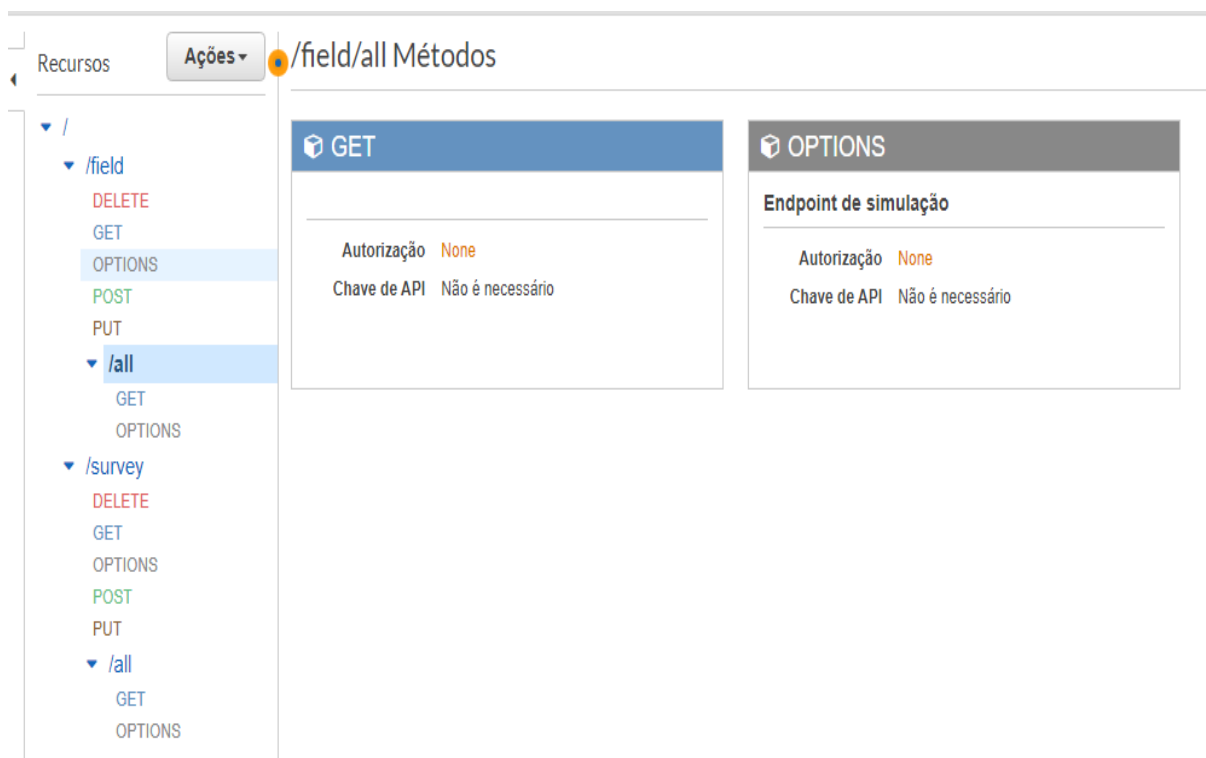 Recursos
Ações
/field/all Métodos
/
/field
DELETE
GET
OPTIONS
POST
PUT
/all
GET
OPTIONS
/survey
DELETE
GET
OPTIONS
POST
PUT
/all
GET
OPTIONS
GET
Autorização None
Chave de API Não é necessário
OPTIONS
Endpoint de simulação
Autorização None
Chave de API Não é necessário